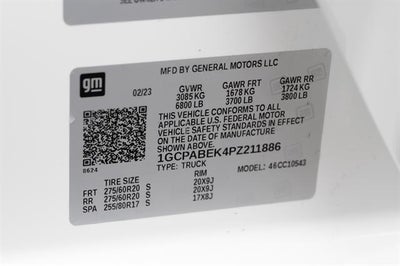 gm
MFD BY GENERAL MOTORS LLC
02/23 GVWR GAWR FRT GAWR RR
3085 KG 1678 KG 1724 KG
6800 LB 3700 LB 3800 LB
THIS VEHICLE CONFORMS TO ALL
APPLICABLE U.S. FEDERAL MOTOR
VEHICLE SAFETY STANDARDS IN EFFECT
ON THE DATE OF MANUFACTURE
SHOWN ABOVE.
1GCPABEK4PZ211886
8624
TYPE: TRUCK MODEL: 46CC10543
TIRE SIZE RIM
FRT 275/60R20 S 20X9J
RR 275/60R20 S 20X9J
SPA 255/80R17 S 17X8J